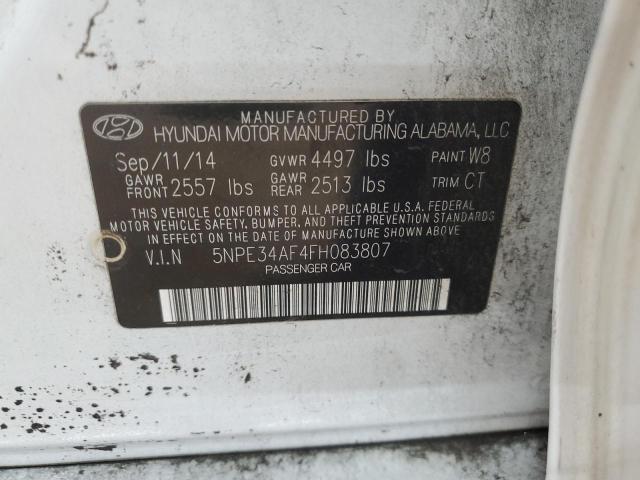 MANUFACTURED BY
HYUNDAI MOTOR MANUFACTURING ALABAMA, LLC
Sep/11/14 GVWR 4497 lbs PAINT W8
GAWR FRONT 2557 lbs GAWR REAR 2513 lbs TRIM CT
THIS VEHICLE CONFORMS TO ALL APPLICABLE U.S.A. FEDERAL
MOTOR VEHICLE SAFETY, BUMPER, AND THEFT PREVENTION STANDARDS
IN EFFECT ON THE DATE OF MANUFACTURE SHOWN ABOVE.
V.I.N 5NPE34AF4FH083807
PASSENGER CAR